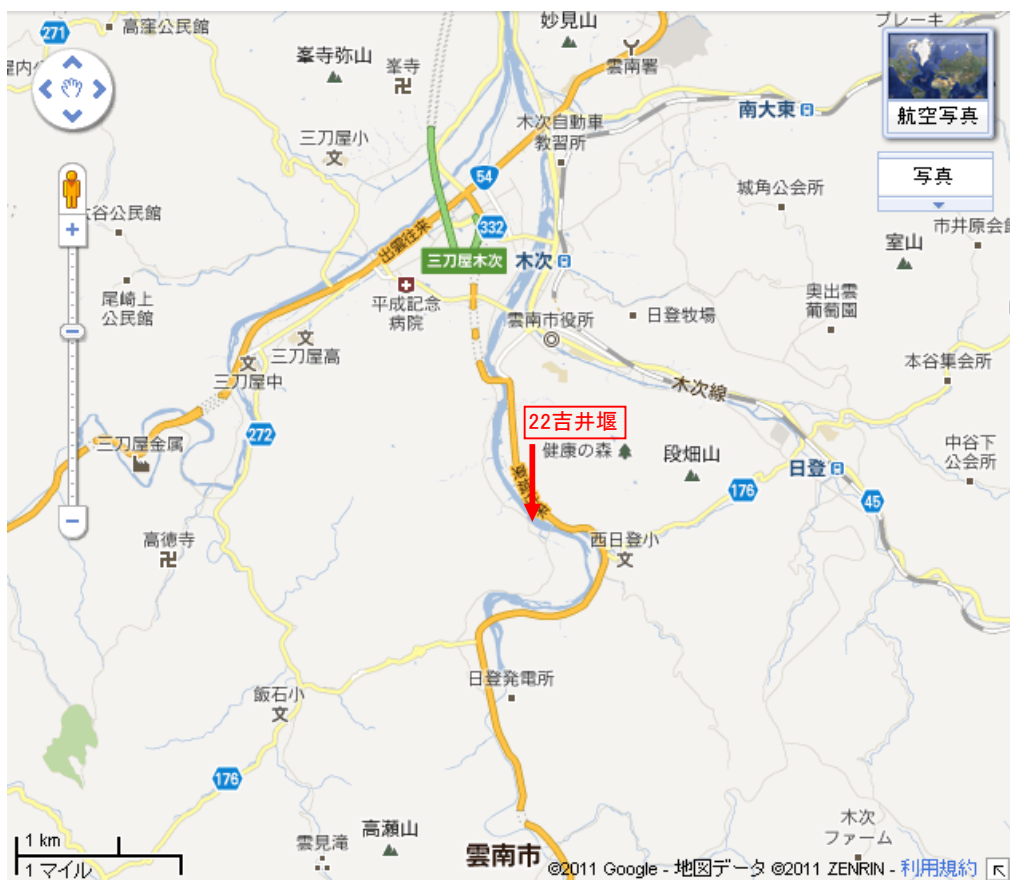 271
高窪公民館
妙見山
ブレーキ
峯寺弥山
峯寺
雲南署
屋内
航空写真
南大東
木次自動車
教習所
三刀屋小
54
写真
城角公会所
公民館
332
出雲往来
市井原会館
室山
三刀屋木次
木次
尾崎上
公民館
平成記念
病院
奥出雲
葡萄園
雲南市役所
日登牧場
三刀屋高
三刀屋中
本谷集会所
木次線
22吉井堰
272
三刀屋金属
健康の森
段畑山
中谷下
公会所
日登
176
45
高徳寺
西日登小
日登発電所
飯石小
176
1 km
1 マイル
雲見滝
高瀬山
雲南市
木次
ファーム
©2011 Google - 地図データ ©2011 ZENRIN - 利用規約